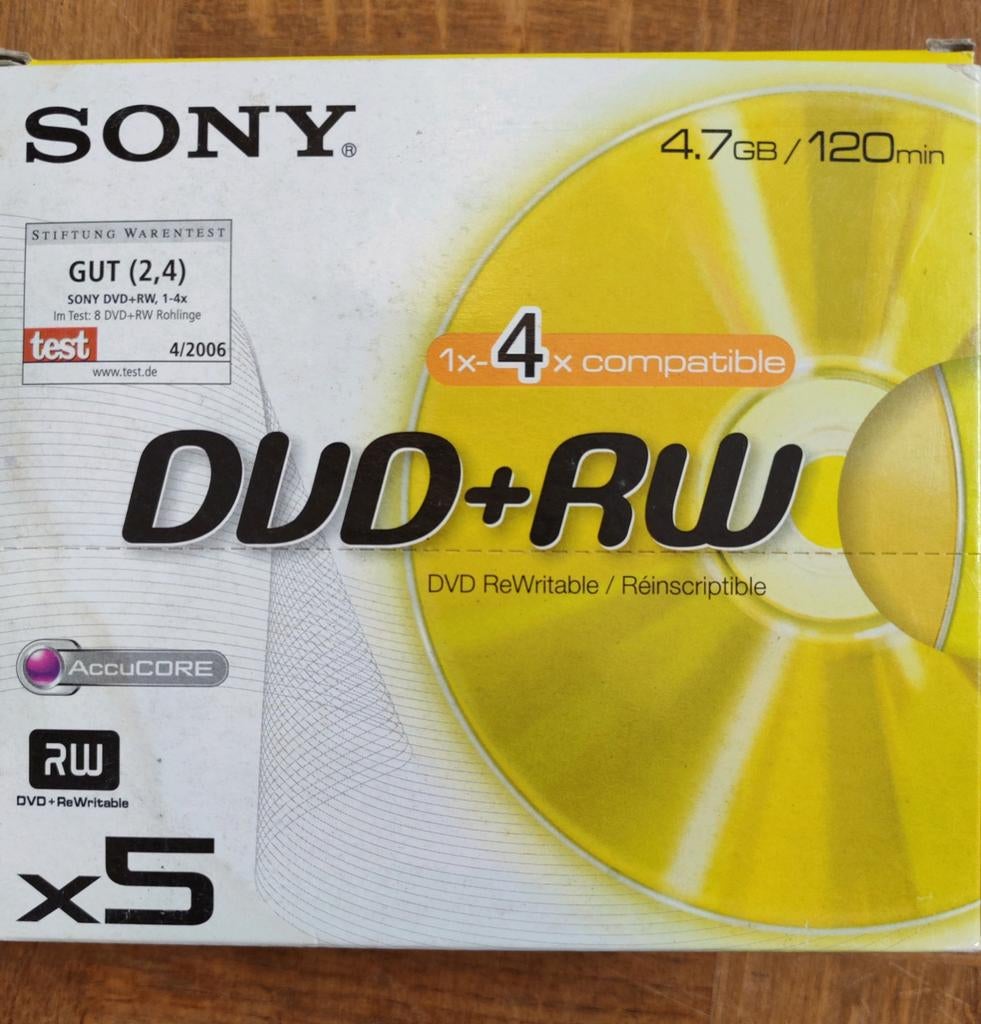 SONY®
4.7GB / 120min
STIFTUNG WARENTEST
GUT (2,4)
SONY DVD+RW, 1-4x
Im Test: 8 DVD+RW Rohlinge
test 4/2006
www.test.de
1x-4x compatible
DVD+RW
DVD ReWritable / Réinscriptible
AccuCORE
RW
DVD+ReWritable
x5